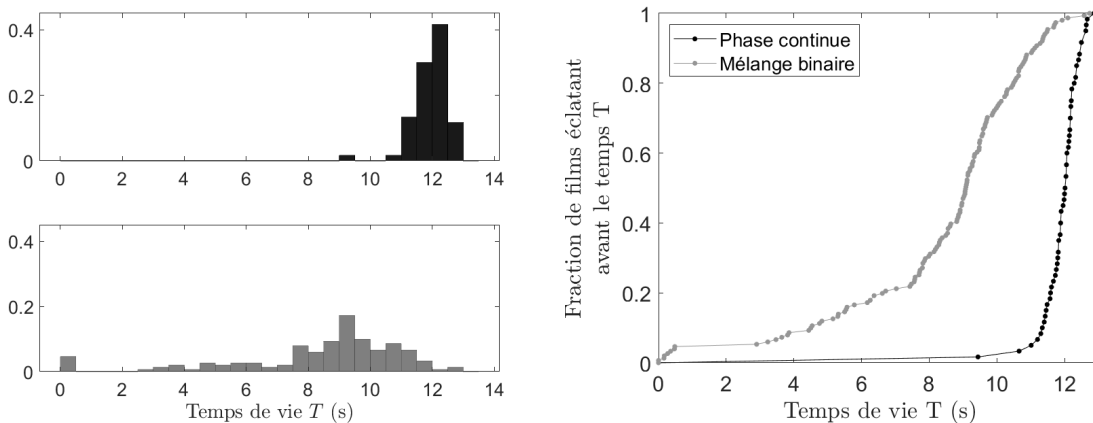 0.4
0.2
0
0 2 4 6 8 10 12 14
0.4
0.2
0
0 2 4 6 8 10 12 14
Temps de vie T (s)
Fraction de films éclatant
avant le temps T
1
0.8
0.6
0.4
0.2
0
Phase continue
Mélange binaire
0 2 4 6 8 10 12
Temps de vie T (s)